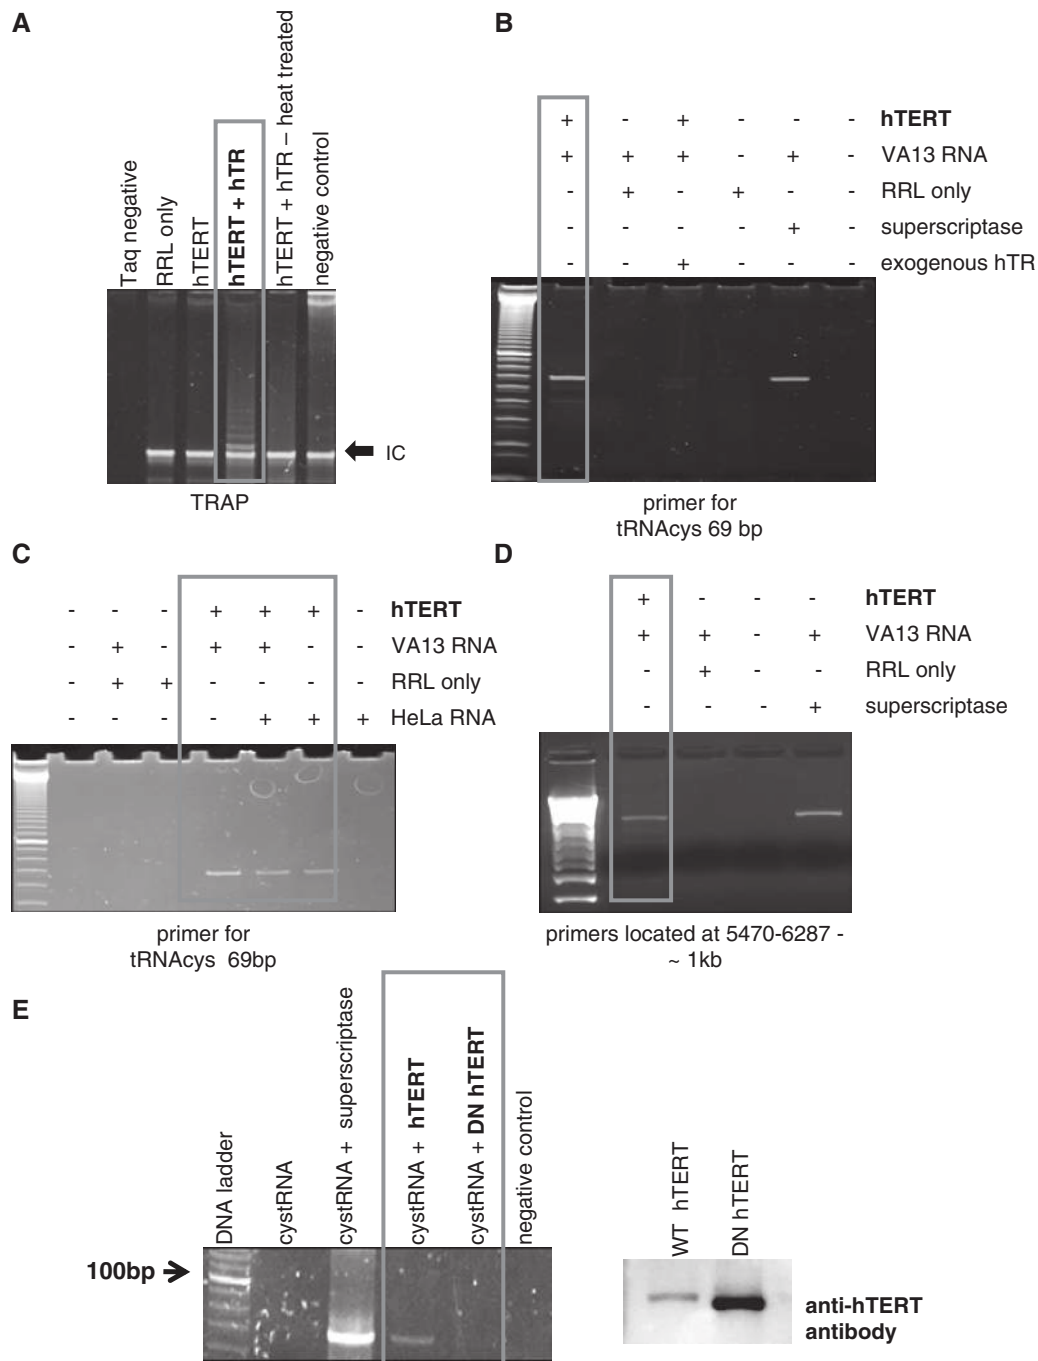 A
Taq negative
RRL only
hTERT
hTERT + hTR
hTERT + hTR – heat treated
negative control
IC
TRAP
B
+ - + - - - hTERT
+ + + - + - VA13 RNA
- + - + - - RRL only
- - - - + - superscriptase
- - + - - - exogenous hTR
primer for
tRNAcys 69 bp
C
- - - + + + - hTERT
- + - + + - - VA13 RNA
- + + - - - - RRL only
- - - - + + + HeLa RNA
primer for
tRNAcys 69bp
D
+ - - - hTERT
+ + - + VA13 RNA
- + - - RRL only
- - - + superscriptase
primers located at 5470-6287 -
~ 1kb
E
DNA ladder
cystRNA
cystRNA + superscriptase
cystRNA + hTERT
cystRNA + DN hTERT
negative control
100bp
WT hTERT
DN hTERT
anti-hTERT
antibody